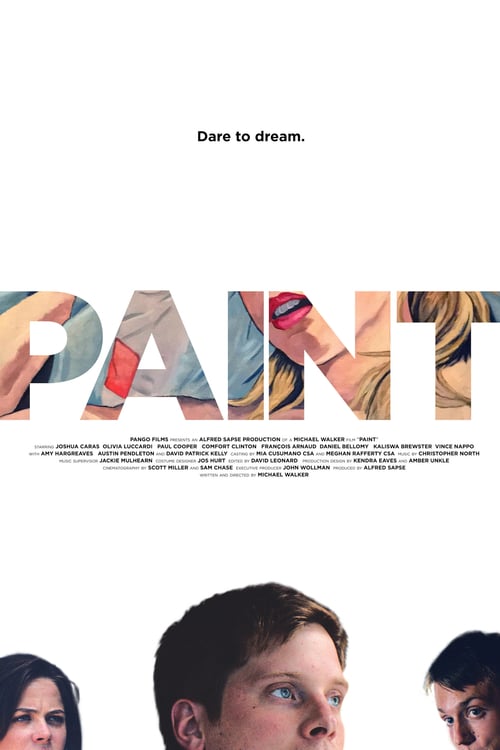 Dare to dream.
PAINT
PANGO FILMS PRESENTS AN ALFRED SAPSE PRODUCTION OF A MICHAEL WALKER FILM "PAINT"
STARRING JOSHUA CARAS OLIVIA LUCCARDI PAUL COOPER COMFORT CLINTON FRANÇOIS ARNAUD DANIEL BELLOMY KALISWA BREWSTER VINCE NAPPO
WITH AMY HARGREAVES AUSTIN PENDLETON AND DAVID PATRICK KELLY CASTING BY MIA CUSUMANO CSA AND MEGHAN RAFFERTY CSA MUSIC BY CHRISTOPHER NORTH
MUSIC SUPERVISOR JACKIE MULHEARN COSTUME DESIGNER JOS HURT EDITED BY DAVID LEONARD PRODUCTION DESIGN BY KENDRA EAVES AND AMBER UNKLE
CINEMATOGRAPHY BY SCOTT MILLER AND SAM CHASE EXECUTIVE PRODUCER JOHN WOLLMAN PRODUCED BY ALFRED SAPSE
WRITTEN AND DIRECTED BY MICHAEL WALKER